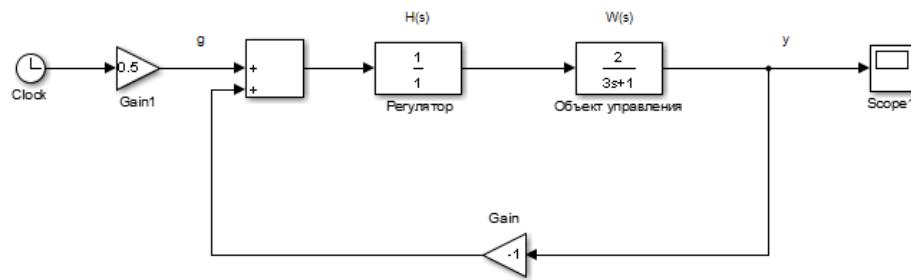 H(s)
W(s)
g
y
Clock
0.5
Gain1
+
+
1
1
Регулятор
2
3s+1
Объект управления
Scope1
Gain
-1